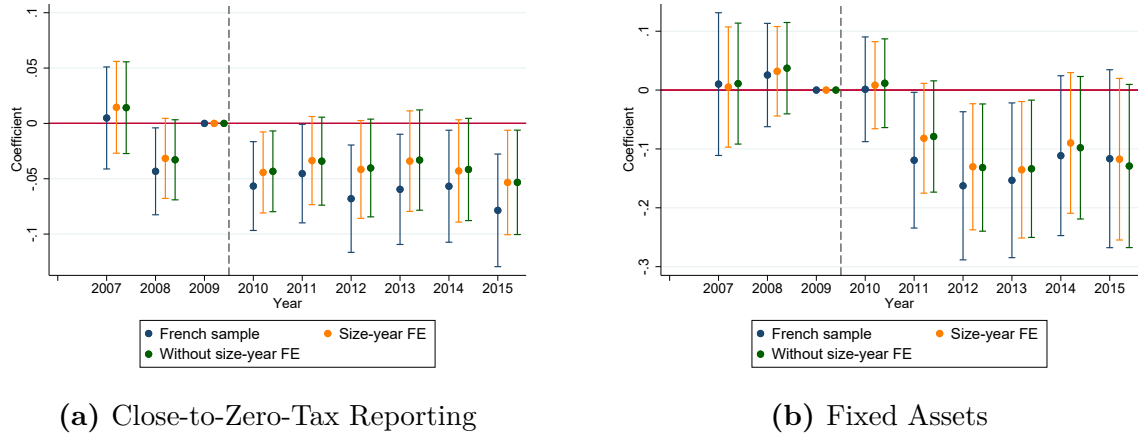 .1
.05
0
-.05
-.1
Coefficient
2007 2008 2009 2010 2011 2012 2013 2014 2015
Year
French sample Size-year FE
Without size-year FE
(a) Close-to-Zero-Tax Reporting
.1
0
-.1
-.2
-.3
Coefficient
2007 2008 2009 2010 2011 2012 2013 2014 2015
Year
French sample Size-year FE
Without size-year FE
(b) Fixed Assets